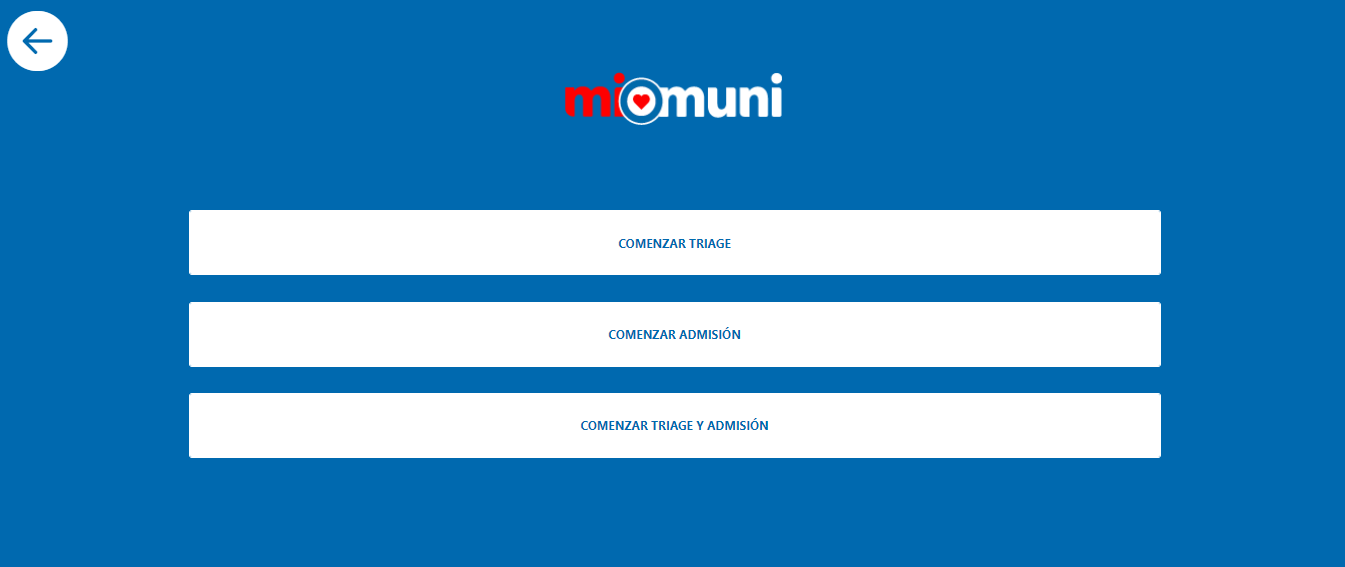 miomuni
COMENZAR TRIAGE
COMENZAR ADMISIÓN
COMENZAR TRIAGE Y ADMISIÓN